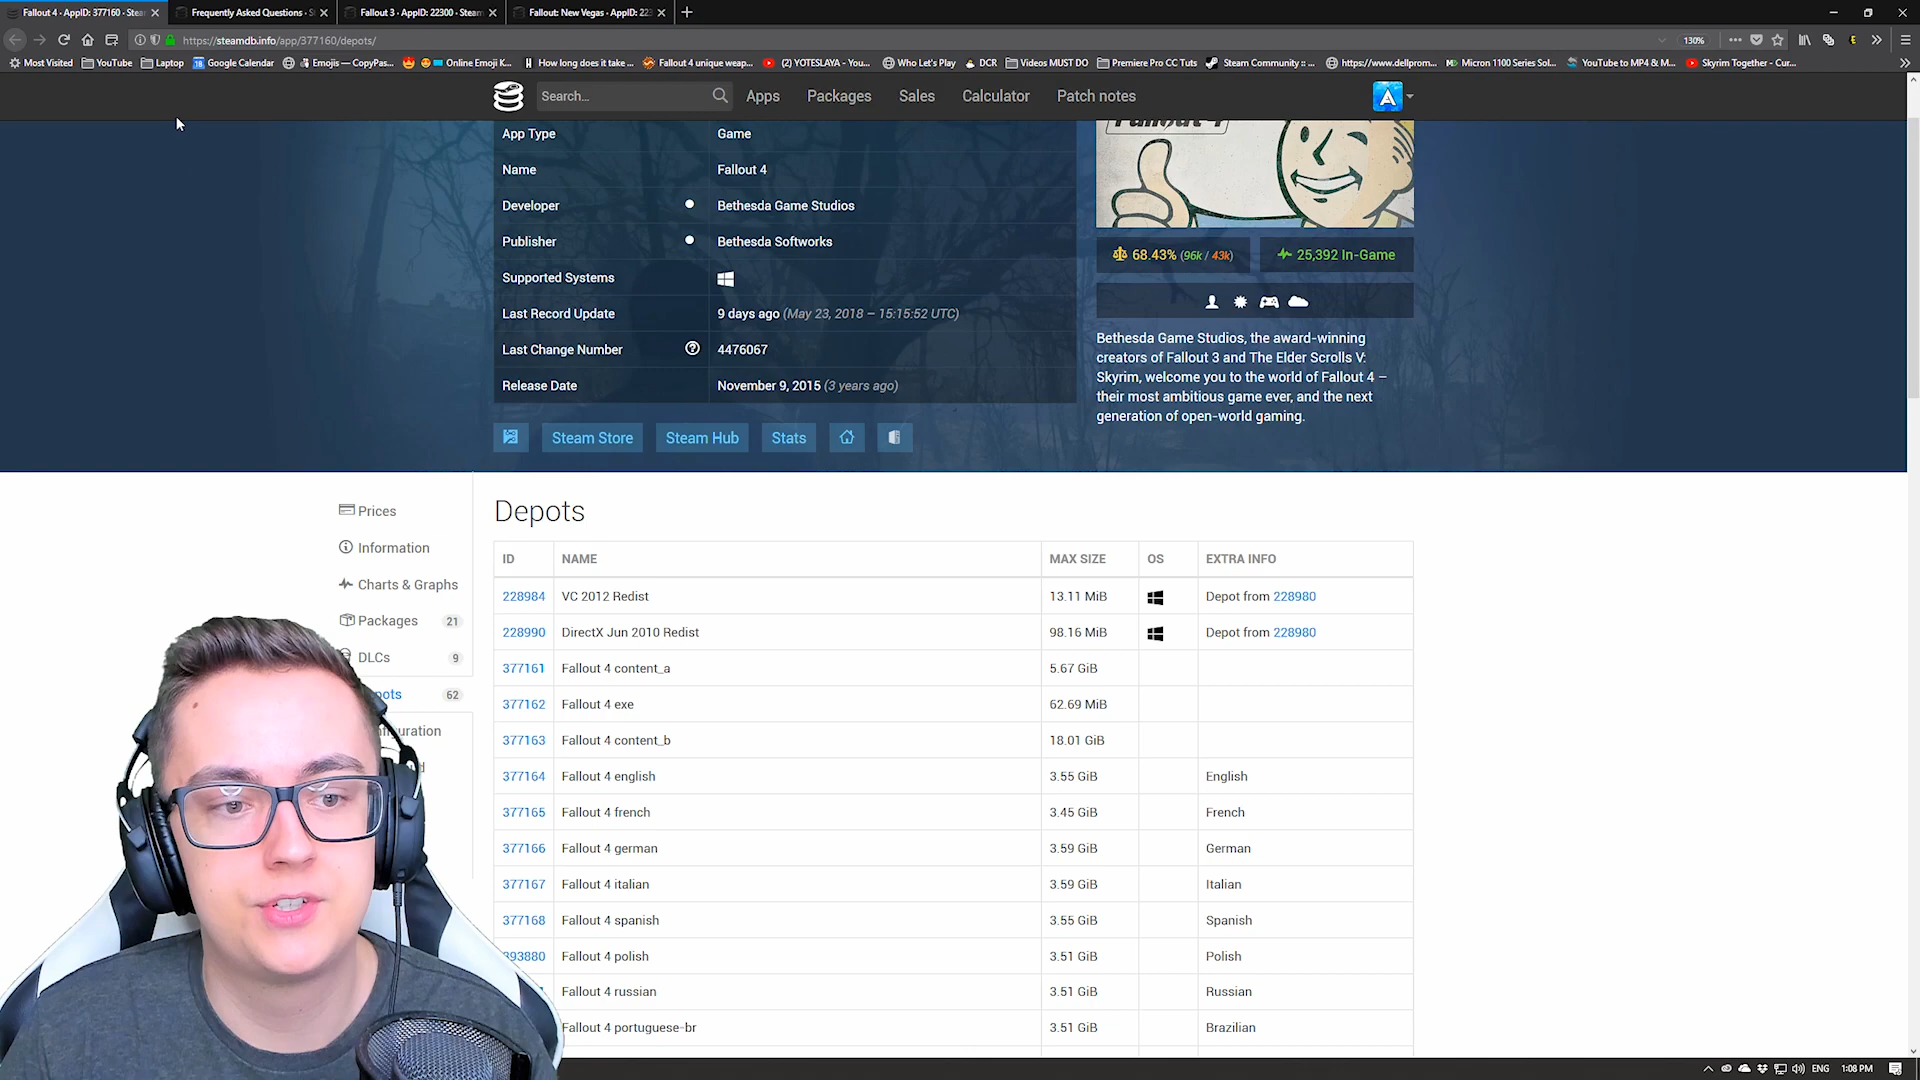 Fallout 4 · AppID: 377160 · Stea
Frequently Asked Questions · S
Fallout 3 · AppID: 22300 · Steam
Fallout: New Vegas · AppID: 223
https://steamdb.info/app/377160/depots/
130%
Most Visited
YouTube
Laptop
Google Calendar
Emojis — CopyPas...
Online Emoji K...
How long does it take ...
Fallout 4 unique weap...
(2) YOTESLAYA - You...
Who Let's Play
DCR
Videos MUST DO
Premiere Pro CC Tuts
Steam Community :: ...
https://www.dellprom...
Micron 1100 Series Sol...
YouTube to MP4 & M...
Skyrim Together - Cur...
Search...
Apps
Packages
Sales
Calculator
Patch notes
App Type Game
Name Fallout 4
Developer Bethesda Game Studios
Publisher Bethesda Softworks
Supported Systems
Last Record Update 9 days ago (May 23, 2018 – 15:15:52 UTC)
Last Change Number 4476067
Release Date November 9, 2015 (3 years ago)
68.43% (96k / 43k)
25,392 In-Game
Bethesda Game Studios, the award-winning
creators of Fallout 3 and The Elder Scrolls V:
Skyrim, welcome you to the world of Fallout 4 –
their most ambitious game ever, and the next
generation of open-world gaming.
Steam Store
Steam Hub
Stats
Prices
Information
Charts & Graphs
Packages 21
DLCs 9
pots 62
uration
Depots
ID NAME MAX SIZE OS EXTRA INFO
228984 VC 2012 Redist 13.11 MiB Depot from 228980
228990 DirectX Jun 2010 Redist 98.16 MiB Depot from 228980
377161 Fallout 4 content_a 5.67 GiB
377162 Fallout 4 exe 62.69 MiB
377163 Fallout 4 content_b 18.01 GiB
377164 Fallout 4 english 3.55 GiB English
377165 Fallout 4 french 3.45 GiB French
377166 Fallout 4 german 3.59 GiB German
377167 Fallout 4 italian 3.59 GiB Italian
377168 Fallout 4 spanish 3.55 GiB Spanish
393880 Fallout 4 polish 3.51 GiB Polish
Fallout 4 russian 3.51 GiB Russian
Fallout 4 portuguese-br 3.51 GiB Brazilian
ENG
1:08 PM